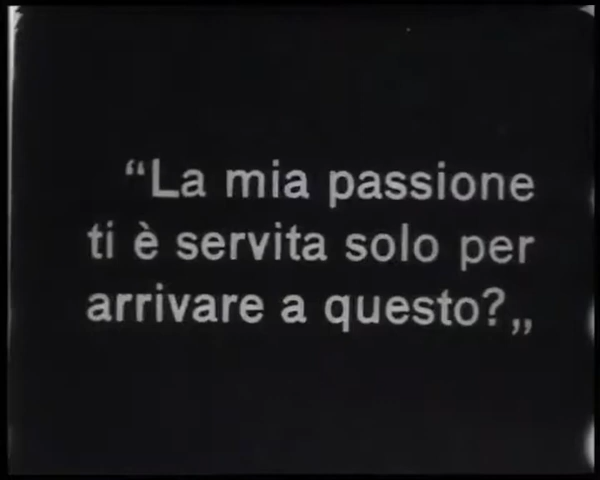 “La mia passione
ti è servita solo per
arrivare a questo?„